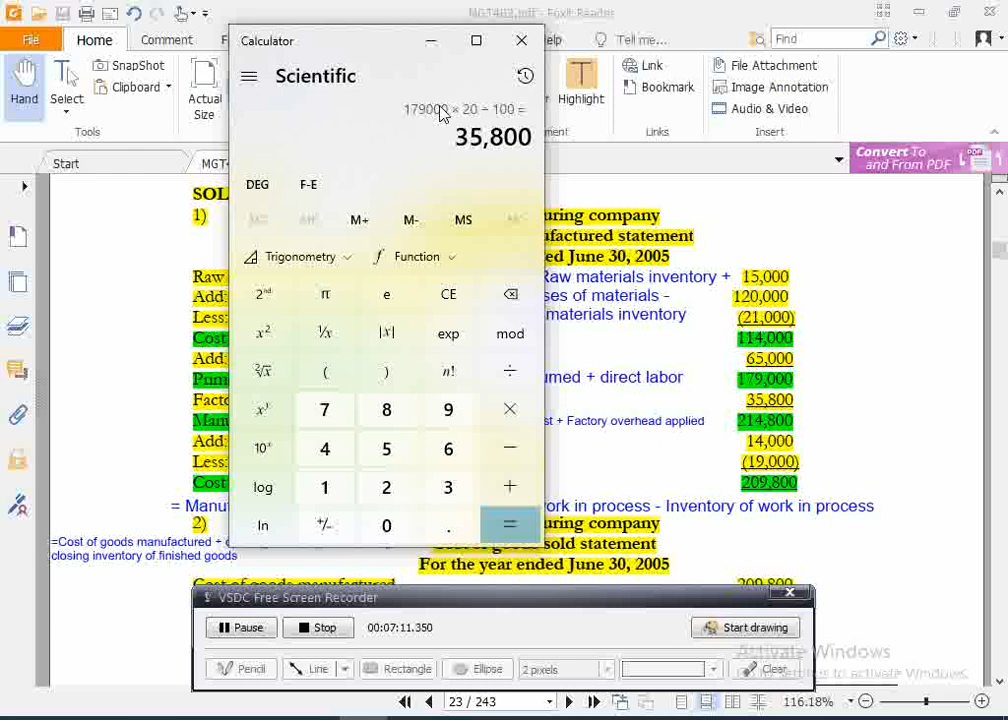 MGT402.pdf - Foxit Reader
File
Home
Comment
Help
Tell me...
Find
Hand
Select
SnapShot
Clipboard
Actual
Size
Tools
Highlight
Link
Bookmark
Links
File Attachment
Image Annotation
Audio & Video
Insert
Start
Convert To
and From PDF
Calculator
Scientific
179000 × 20 ÷ 100 =
35,800
DEG
F-E
MC
MR
M+
M-
MS
Trigonometry
Function
2nd
π
e
CE
x²
¹/x
|x|
exp
mod
²√x
(
)
n!
÷
xʸ
7
8
9
×
10ˣ
4
5
6
−
log
1
2
3
+
ln
+/−
0
.
=
1)
uring company
ufactured statement
ed June 30, 2005
Raw
Raw materials inventory +
15,000
Add:
ses of materials -
120,000
Less:
materials inventory
(21,000)
Cost
114,000
Add:
65,000
Prim
umed + direct labor
179,000
Facto
35,800
Manu
st + Factory overhead applied
214,800
Add:
14,000
Less:
(19,000)
Cost
209,800
= Manu
work in process - Inventory of work in process
2)
uring company
=Cost of goods manufactured + o
closing inventory of finished goods
Cost of goods sold statement
For the year ended June 30, 2005
Cost of goods manufactured
209,800
VSDC Free Screen Recorder
Pause
Stop
00:07:11.350
Start drawing
Pencil
Line
Rectangle
Ellipse
2 pixels
Clear
Activate Windows
Go to Settings to activate Windows.
23 / 243
116.18%